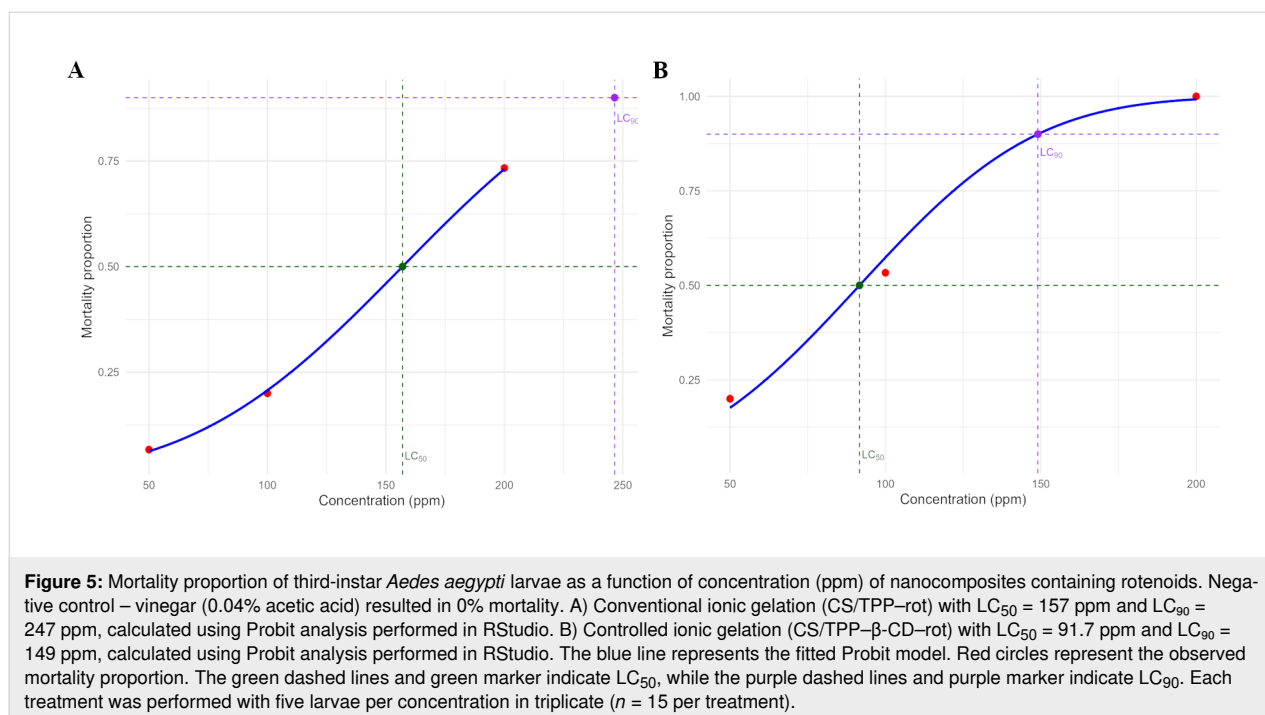 A
B
LC90
0.75
0.50
0.25
Mortality proportion
LC50
50
100
150
200
250
Concentration (ppm)
1.00
0.75
0.50
0.25
Mortality proportion
LC90
LC50
50
100
150
200
Concentration (ppm)
Figure 5: Mortality proportion of third-instar Aedes aegypti larvae as a function of concentration (ppm) of nanocomposites containing rotenoids. Nega-
tive control – vinegar (0.04% acetic acid) resulted in 0% mortality. A) Conventional ionic gelation (CS/TPP–rot) with LC50 = 157 ppm and LC90 =
247 ppm, calculated using Probit analysis performed in RStudio. B) Controlled ionic gelation (CS/TPP–β-CD–rot) with LC50 = 91.7 ppm and LC90 =
149 ppm, calculated using Probit analysis performed in RStudio. The blue line represents the fitted Probit model. Red circles represent the observed
mortality proportion. The green dashed lines and green marker indicate LC50, while the purple dashed lines and purple marker indicate LC90. Each
treatment was performed with five larvae per concentration in triplicate (n = 15 per treatment).